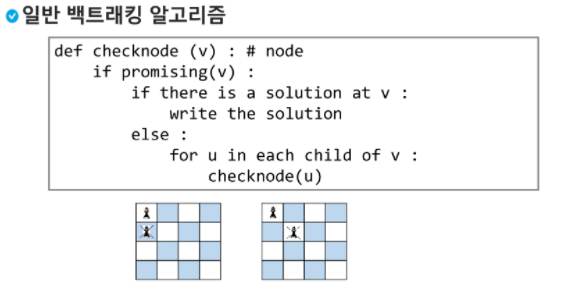 일반 백트래킹 알고리즘
def checknode (v) : # node
if promising(v) :
if there is a solution at v :
write the solution
else :
for u in each child of v :
checknode(u)